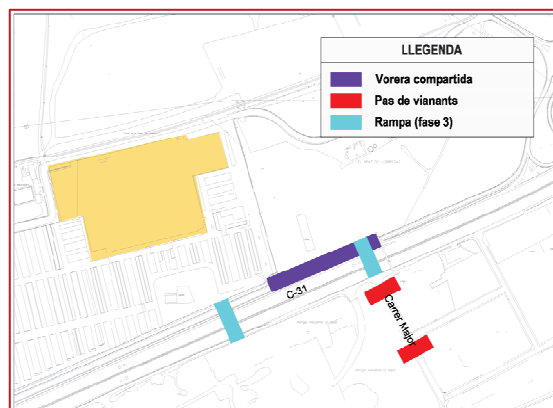 LLEGENDA
Vorera compartida
Pas de vianants
Rampa (fase 3)
C-31
Carrer Major